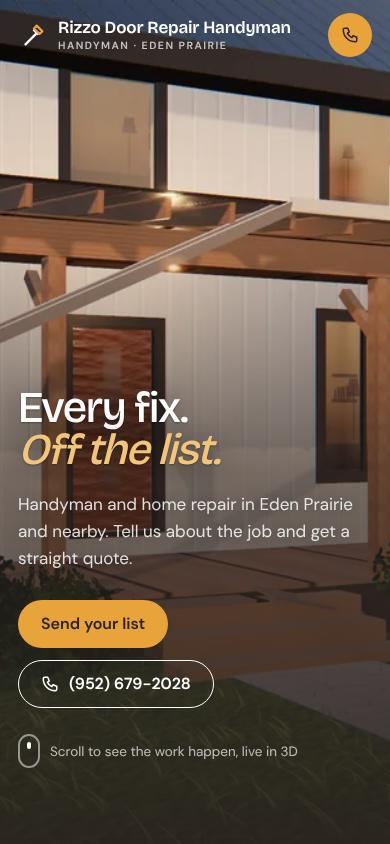 Rizzo Door Repair Handyman
HANDYMAN · EDEN PRAIRIE
Every fix.
Off the list.
Handyman and home repair in Eden Prairie
and nearby. Tell us about the job and get a
straight quote.
Send your list
(952) 679-2028
Scroll to see the work happen, live in 3D